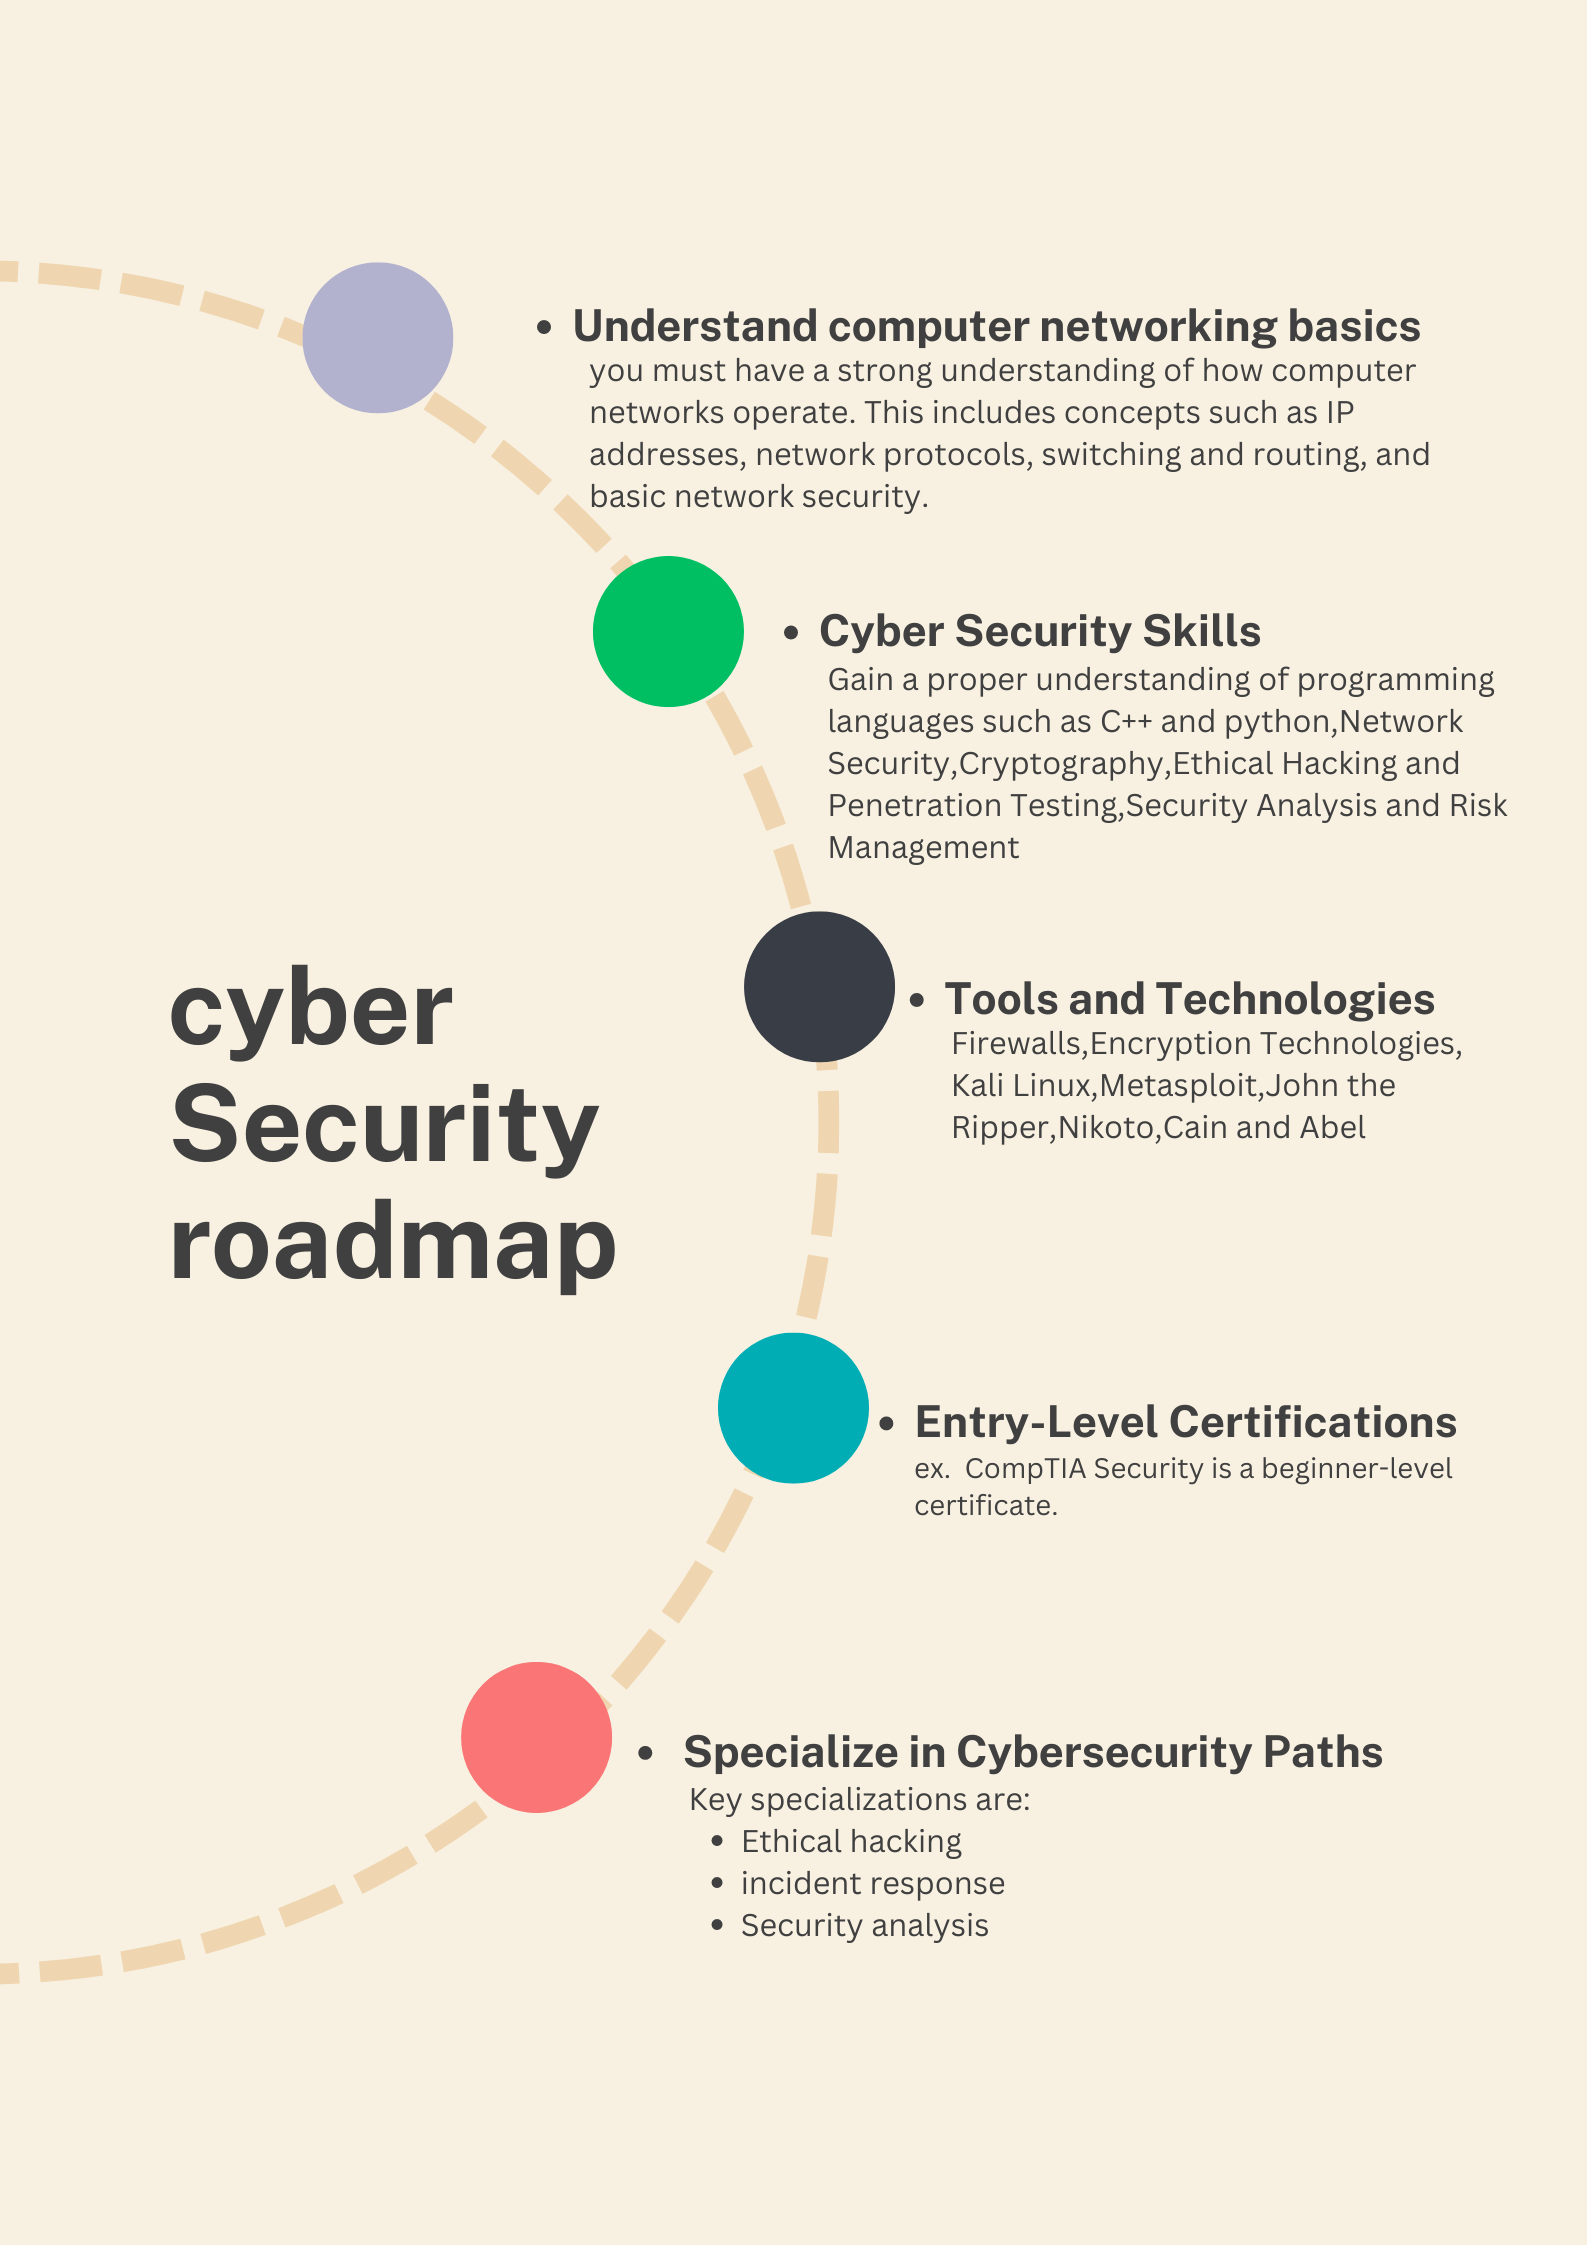 • Understand computer networking basics
you must have a strong understanding of how computer
networks operate. This includes concepts such as IP
addresses, network protocols, switching and routing, and
basic network security.
• Cyber Security Skills
Gain a proper understanding of programming
languages such as C++ and python,Network
Security,Cryptography,Ethical Hacking and
Penetration Testing,Security Analysis and Risk
Management
cyber
Security
roadmap
• Tools and Technologies
Firewalls,Encryption Technologies,
Kali Linux,Metasploit,John the
Ripper,Nikoto,Cain and Abel
• Entry-Level Certifications
ex. CompTIA Security is a beginner-level
certificate.
• Specialize in Cybersecurity Paths
Key specializations are:
• Ethical hacking
• incident response
• Security analysis